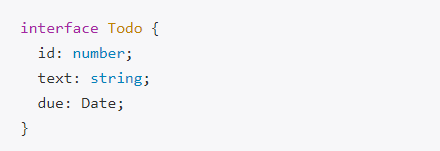 interface Todo {
  id: number;
  text: string;
  due: Date;
}